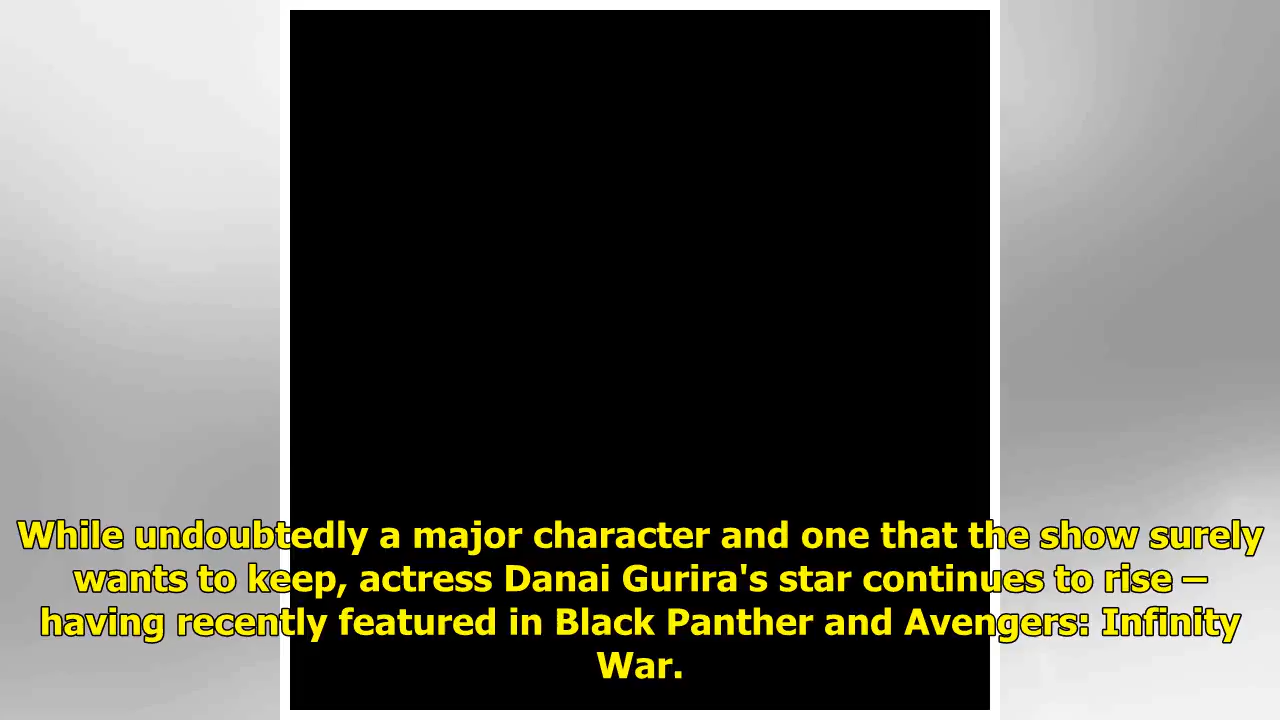 While undoubtedly a major character and one that the show surely
wants to keep, actress Danai Gurira's star continues to rise –
having recently featured in Black Panther and Avengers: Infinity
War.